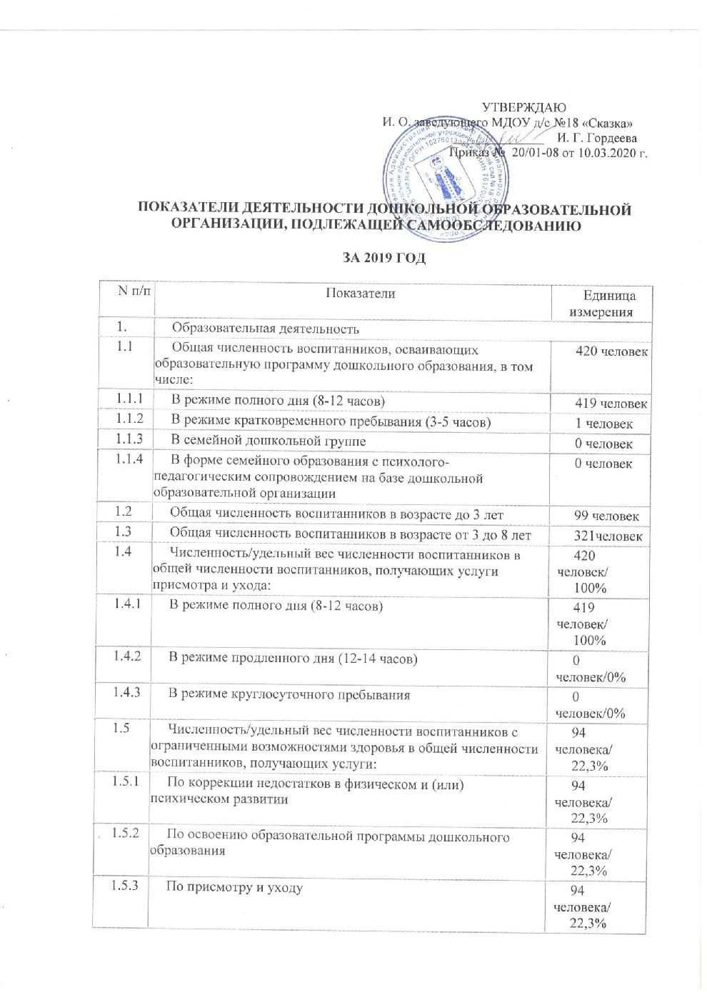 УТВЕРЖДАЮ
И. О. заведующего МДОУ д/с №18 «Сказка»
И. Г. Гордеева
Приказ № 20/01-08 от 10.03.2020 г.
ПОКАЗАТЕЛИ ДЕЯТЕЛЬНОСТИ ДОШКОЛЬНОЙ ОБРАЗОВАТЕЛЬНОЙ
ОРГАНИЗАЦИИ, ПОДЛЕЖАЩЕЙ САМООБСЛЕДОВАНИЮ
ЗА 2019 ГОД
N п/п Показатели Единица
измерения
1. Образовательная деятельность
1.1 Общая численность воспитанников, осваивающих 420 человек
образовательную программу дошкольного образования, в том
числе:
1.1.1 В режиме полного дня (8-12 часов) 419 человек
1.1.2 В режиме кратковременного пребывания (3-5 часов) 1 человек
1.1.3 В семейной дошкольной группе 0 человек
1.1.4 В форме семейного образования с психолого- 0 человек
педагогическим сопровождением на базе дошкольной
образовательной организации
1.2 Общая численность воспитанников в возрасте до 3 лет 99 человек
1.3 Общая численность воспитанников в возрасте от 3 до 8 лет 321человек
1.4 Численность/удельный вес численности воспитанников в 420
общей численности воспитанников, получающих услуги человек/
присмотра и ухода: 100%
1.4.1 В режиме полного дня (8-12 часов) 419
человек/
100%
1.4.2 В режиме продленного дня (12-14 часов) 0
человек/0%
1.4.3 В режиме круглосуточного пребывания 0
человек/0%
1.5 Численность/удельный вес численности воспитанников с 94
ограниченными возможностями здоровья в общей численности человека/
воспитанников, получающих услуги: 22,3%
1.5.1 По коррекции недостатков в физическом и (или) 94
психическом развитии человека/
22,3%
1.5.2 По освоению образовательной программы дошкольного 94
образования человека/
22,3%
1.5.3 По присмотру и уходу 94
человека/
22,3%